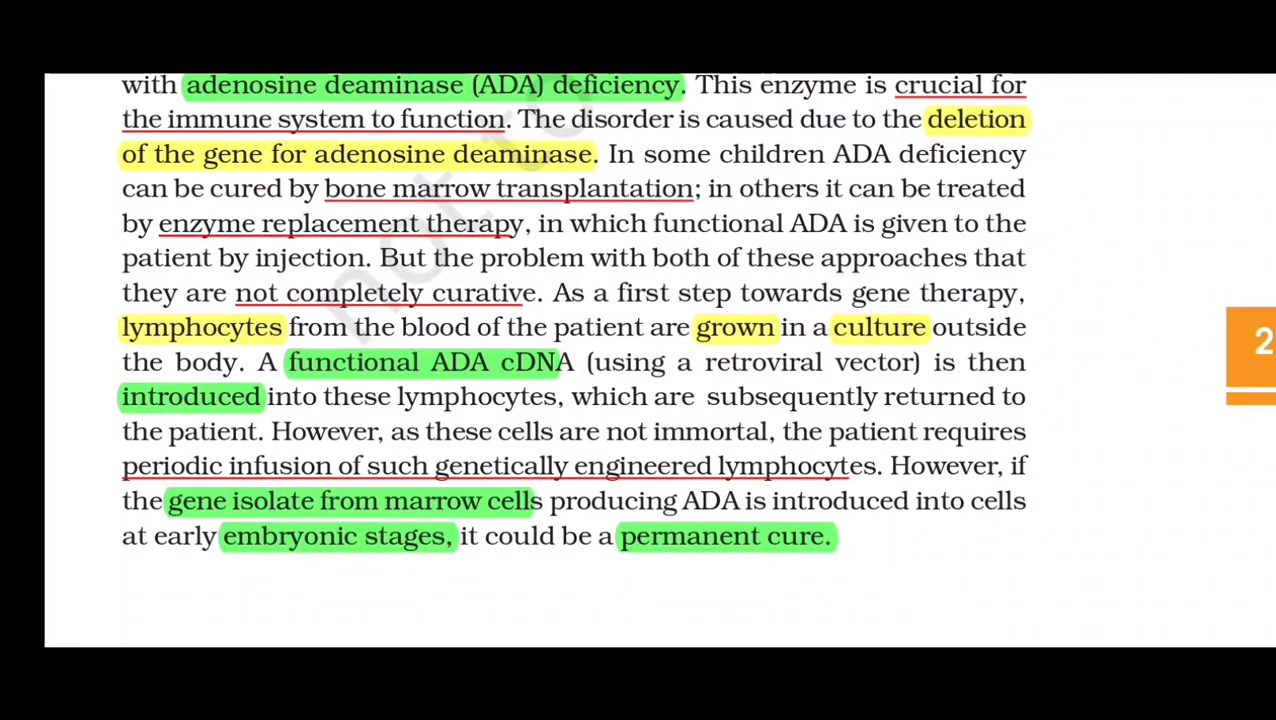 with adenosine deaminase (ADA) deficiency. This enzyme is crucial for
the immune system to function. The disorder is caused due to the deletion
of the gene for adenosine deaminase. In some children ADA deficiency
can be cured by bone marrow transplantation; in others it can be treated
by enzyme replacement therapy, in which functional ADA is given to the
patient by injection. But the problem with both of these approaches that
they are not completely curative. As a first step towards gene therapy,
lymphocytes from the blood of the patient are grown in a culture outside
the body. A functional ADA cDNA (using a retroviral vector) is then
introduced into these lymphocytes, which are subsequently returned to
the patient. However, as these cells are not immortal, the patient requires
periodic infusion of such genetically engineered lymphocytes. However, if
the gene isolate from marrow cells producing ADA is introduced into cells
at early embryonic stages, it could be a permanent cure.
not
2